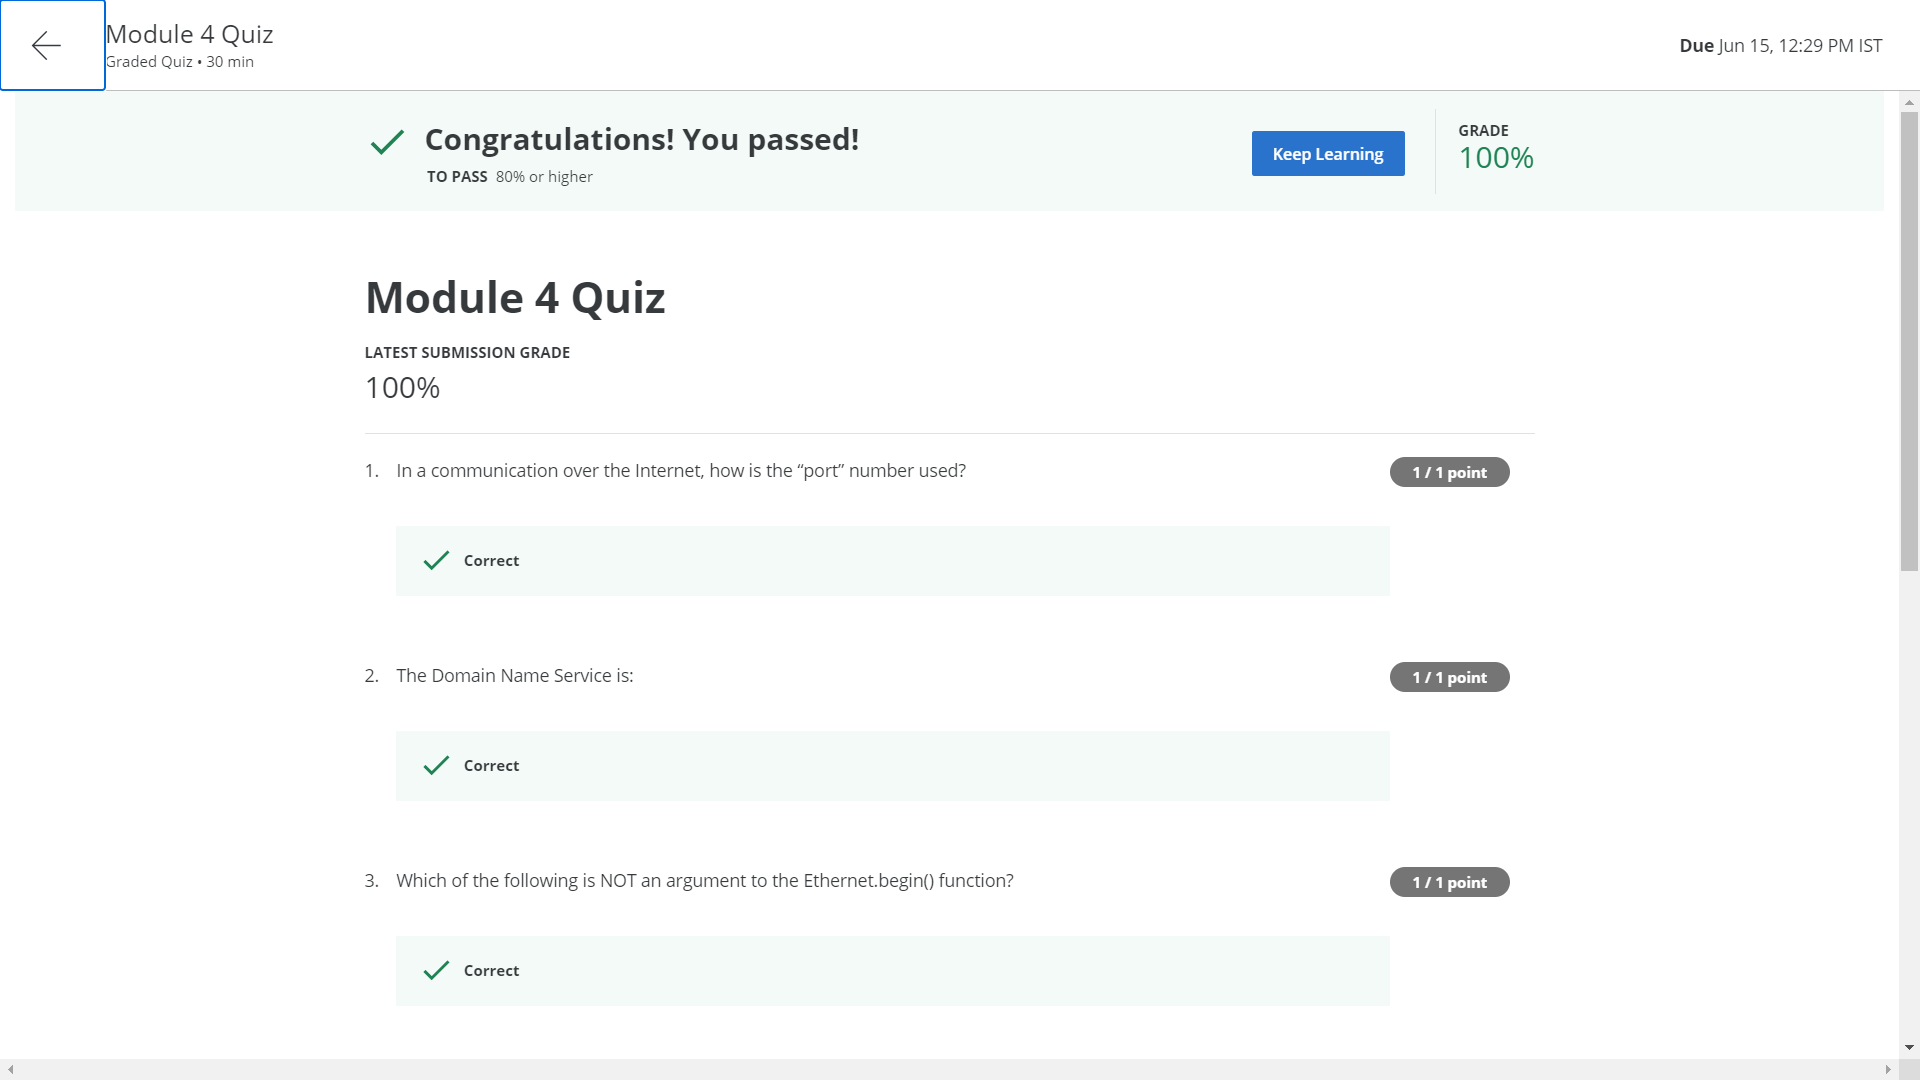 Module 4 Quiz
Graded Quiz • 30 min
Due Jun 15, 12:29 PM IST
Congratulations! You passed!
TO PASS 80% or higher
Keep Learning
GRADE
100%
Module 4 Quiz
LATEST SUBMISSION GRADE
100%
1. In a communication over the Internet, how is the “port” number used?
1 / 1 point
Correct
2. The Domain Name Service is:
1 / 1 point
Correct
3. Which of the following is NOT an argument to the Ethernet.begin() function?
1 / 1 point
Correct